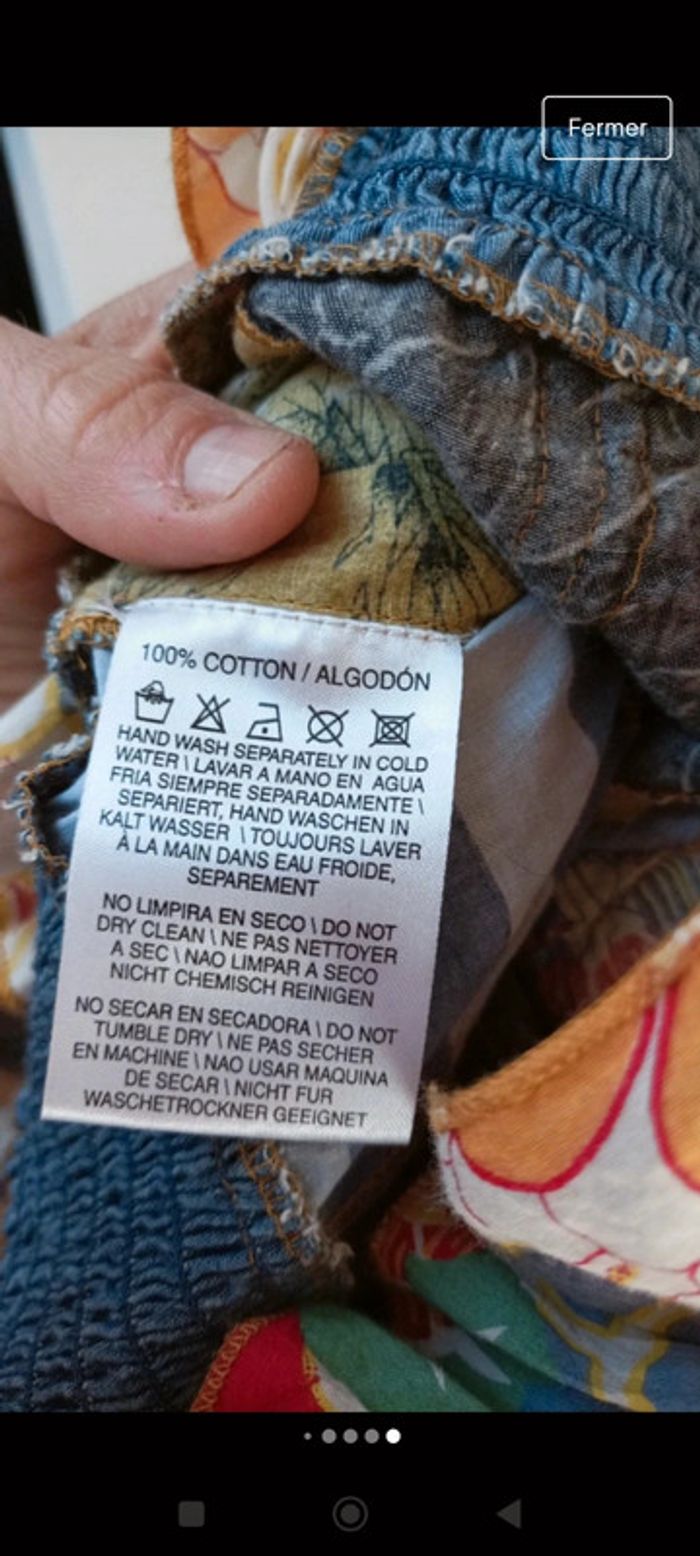 Fermer
100% COTTON / ALGODÓN
HAND WASH SEPARATELY IN COLD
WATER \ LAVAR A MANO EN AGUA
FRIA SIEMPRE SEPARADAMENTE \
SEPARIERT, HAND WASCHEN IN
KALT WASSER \ TOUJOURS LAVER
À LA MAIN DANS EAU FROIDE,
SEPAREMENT
NO LIMPIRA EN SECO \ DO NOT
DRY CLEAN \ NE PAS NETTOYER
A SEC \ NAO LIMPAR A SECO
NICHT CHEMISCH REINIGEN
NO SECAR EN SECADORA \ DO NOT
TUMBLE DRY \ NE PAS SECHER
EN MACHINE \ NAO USAR MAQUINA
DE SECAR \ NICHT FUR
WASCHETROCKNER GEEIGNET